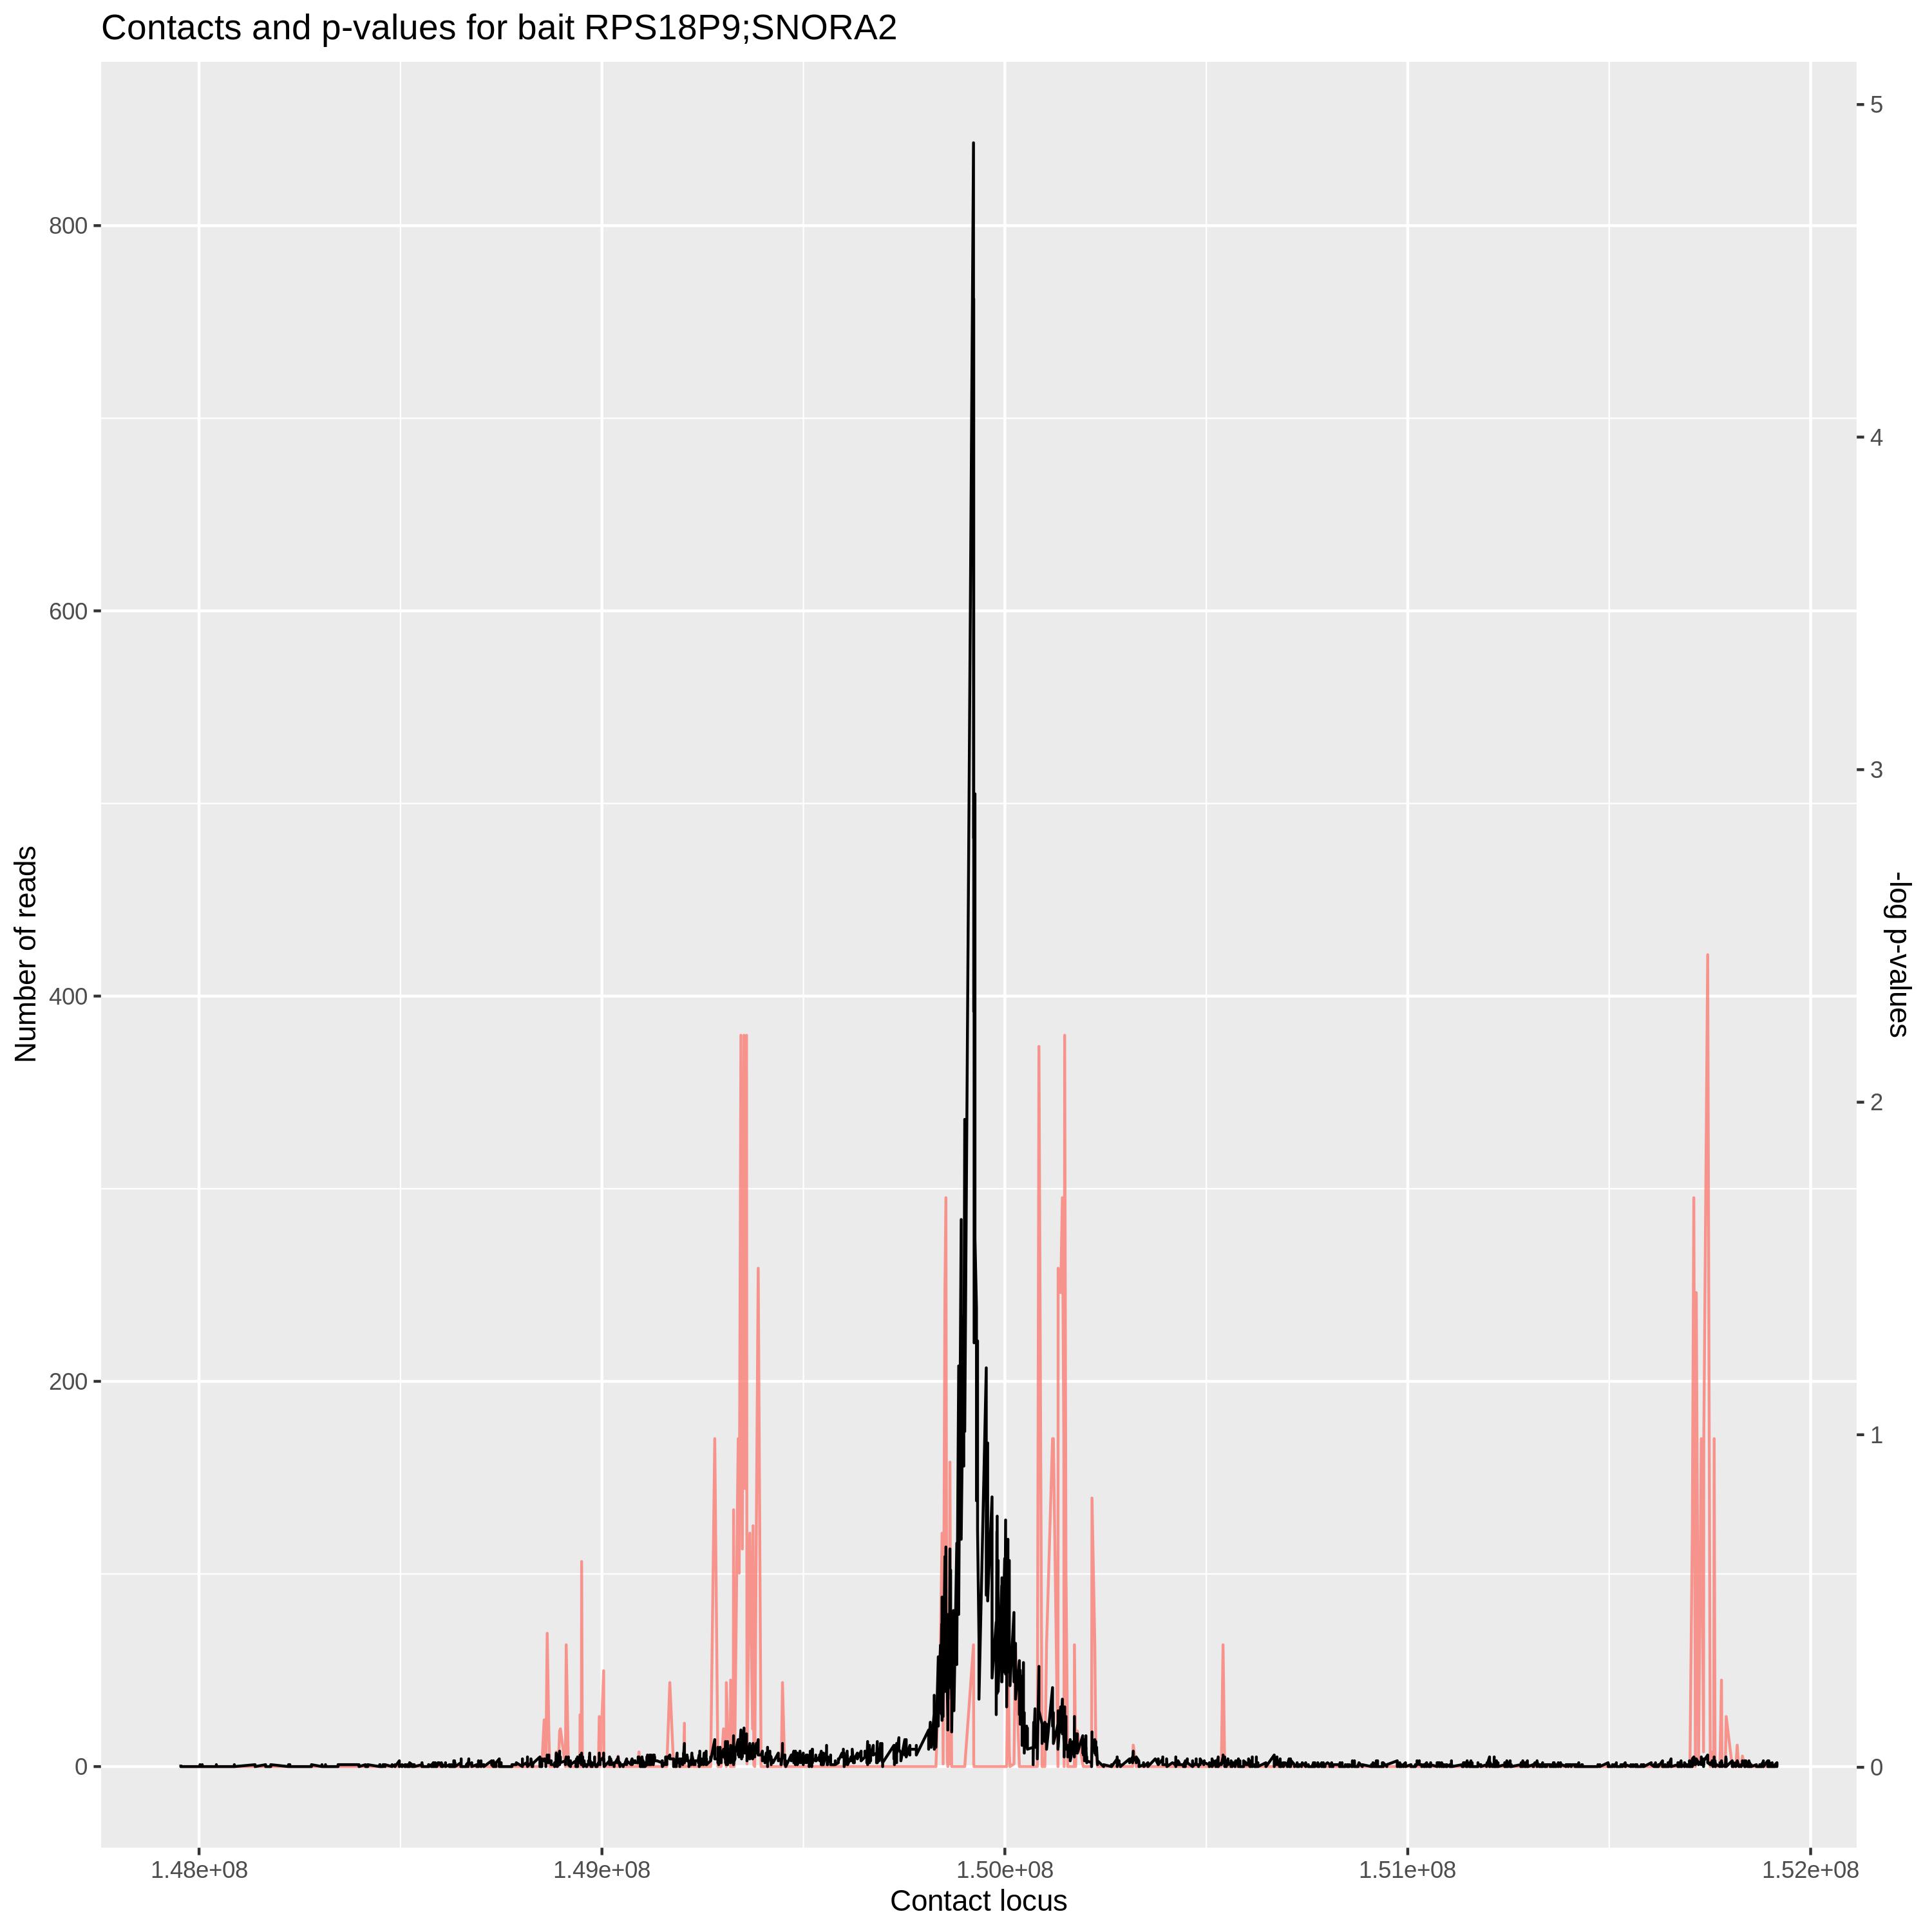 Contacts and p-values for bait RPS18P9;SNORA2
5
4
3
2
1
0
800
600
400
200
0
Number of reads
-log p-values
1.48e+08
1.49e+08
1.50e+08
1.51e+08
1.52e+08
Contact locus